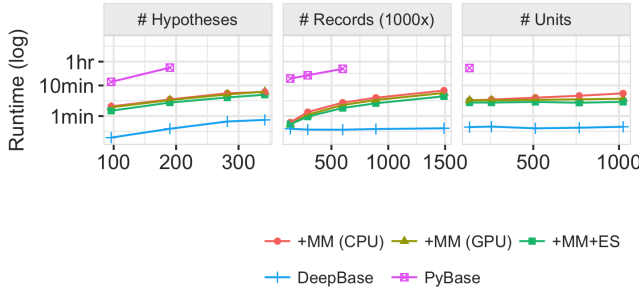 # Hypotheses
# Records (1000x)
# Units
Runtime (log)
1hr
10min
1min
100 200 300 500 1000 1500 500 1000
+MM (CPU) +MM (GPU) +MM+ES
DeepBase PyBase